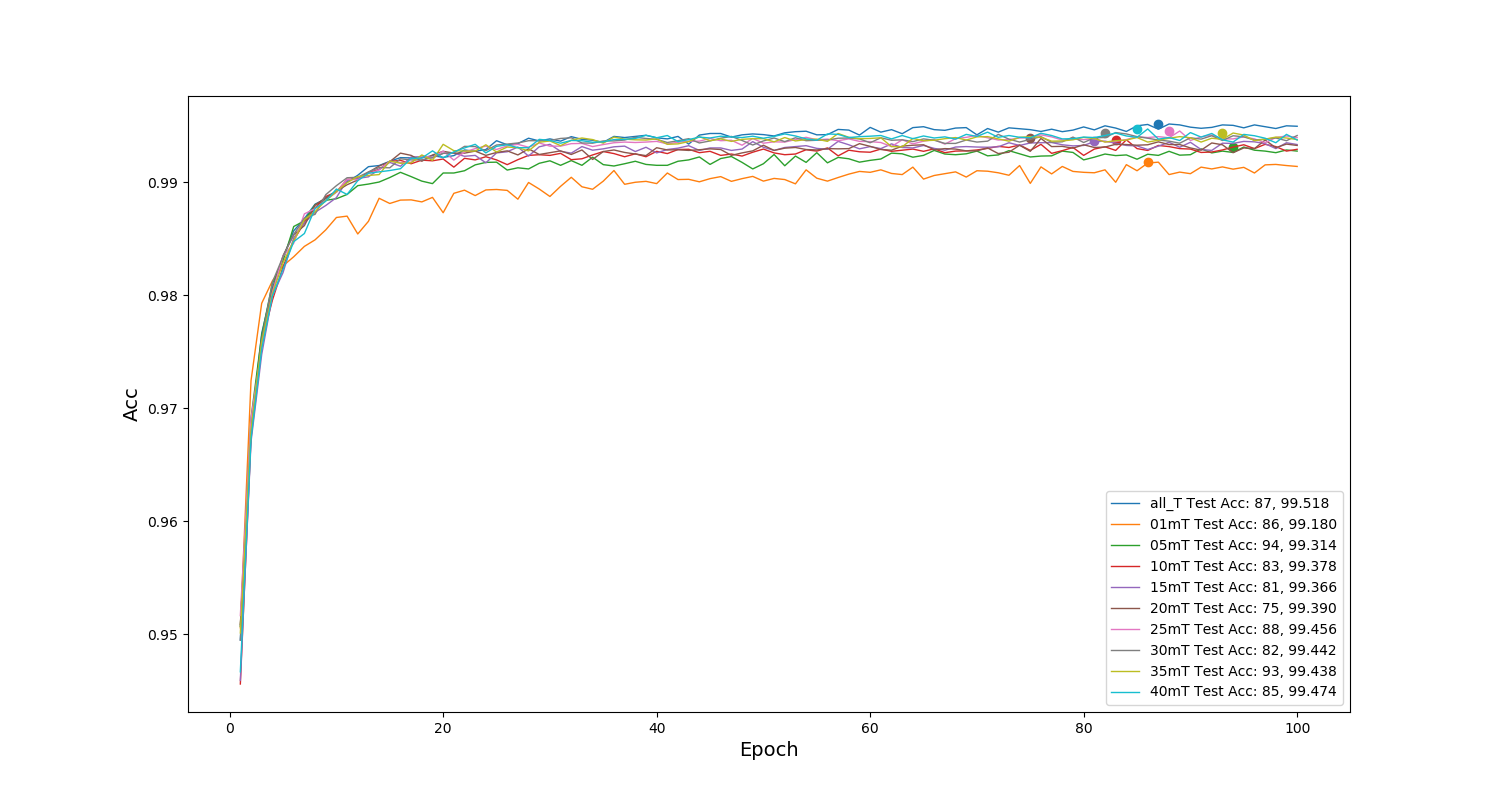 0.99
0.98
0.97
0.96
0.95
Acc
all_T Test Acc: 87, 99.518
01mT Test Acc: 86, 99.180
05mT Test Acc: 94, 99.314
10mT Test Acc: 83, 99.378
15mT Test Acc: 81, 99.366
20mT Test Acc: 75, 99.390
25mT Test Acc: 88, 99.456
30mT Test Acc: 82, 99.442
35mT Test Acc: 93, 99.438
40mT Test Acc: 85, 99.474
0 20 40 60 80 100
Epoch